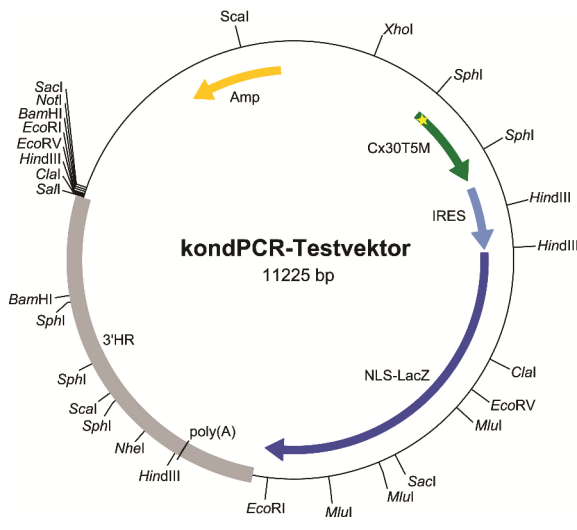 ScaI
XhoI
SphI
SphI
HindIII
HindIII
ClaI
EcoRV
MluI
SacI
MluI
MluI
EcoRI
HindIII
NheI
SphI
ScaI
SphI
SphI
BamHI
SalI
ClaI
HindIII
EcoRV
EcoRI
BamHI
NotI
SacI
Amp
Cx30T5M
IRES
NLS-LacZ
poly(A)
3'HR
kondPCR-Testvektor
11225 bp